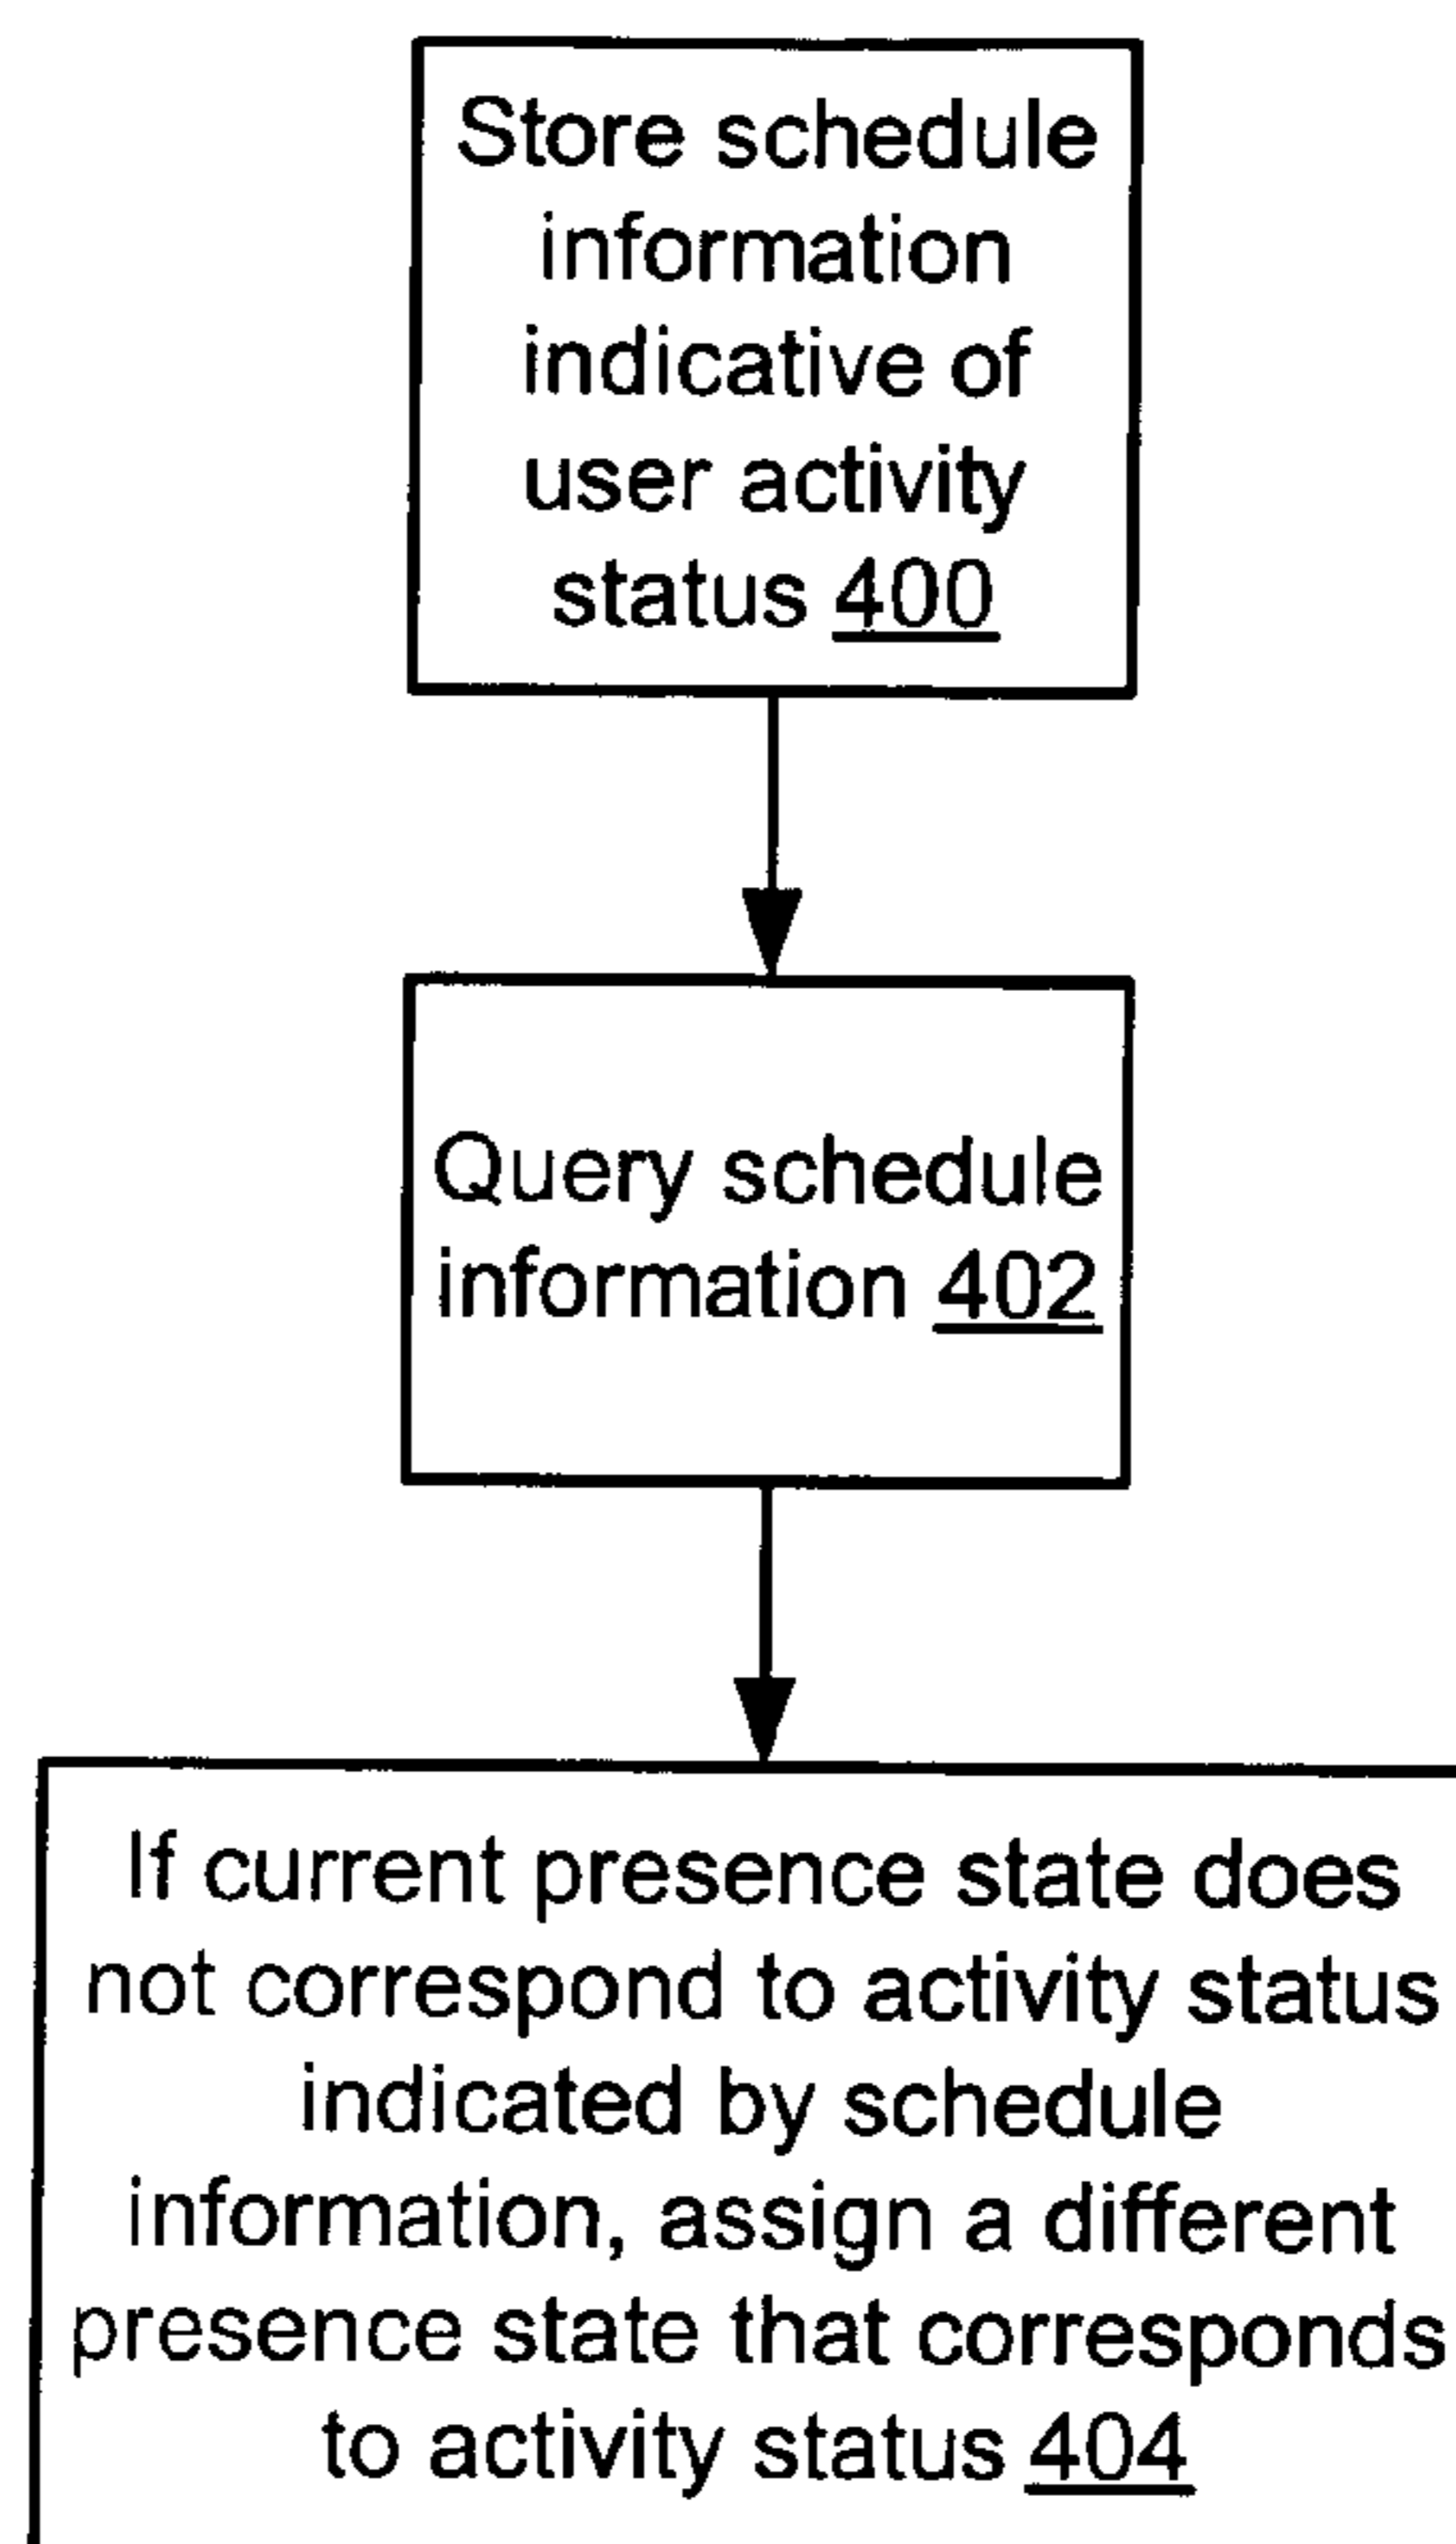 Store schedule
information
indicative of
user activity
status 400
Query schedule
information 402
If current presence state does
not correspond to activity status
indicated by schedule
information, assign a different
presence state that corresponds
to activity status 404